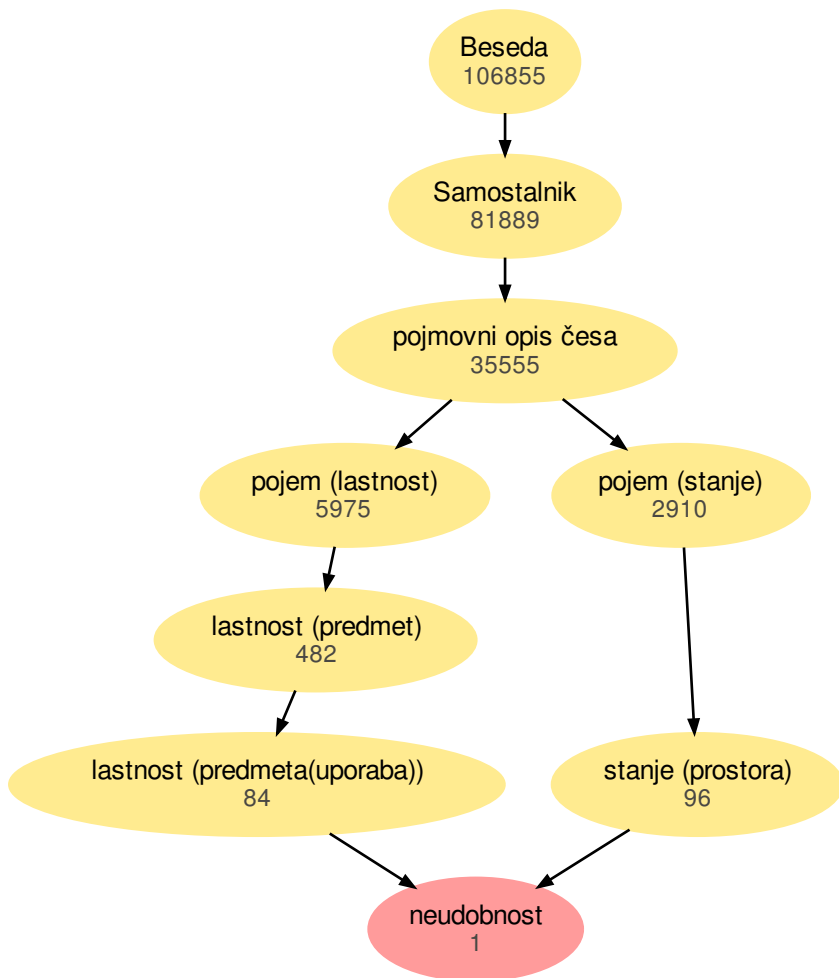 Beseda
106855
Samostalnik
81889
pojmovni opis česa
35555
pojem (lastnost)
5975
pojem (stanje)
2910
lastnost (predmet)
482
lastnost (predmeta(uporaba))
84
stanje (prostora)
96
neudobnost
1